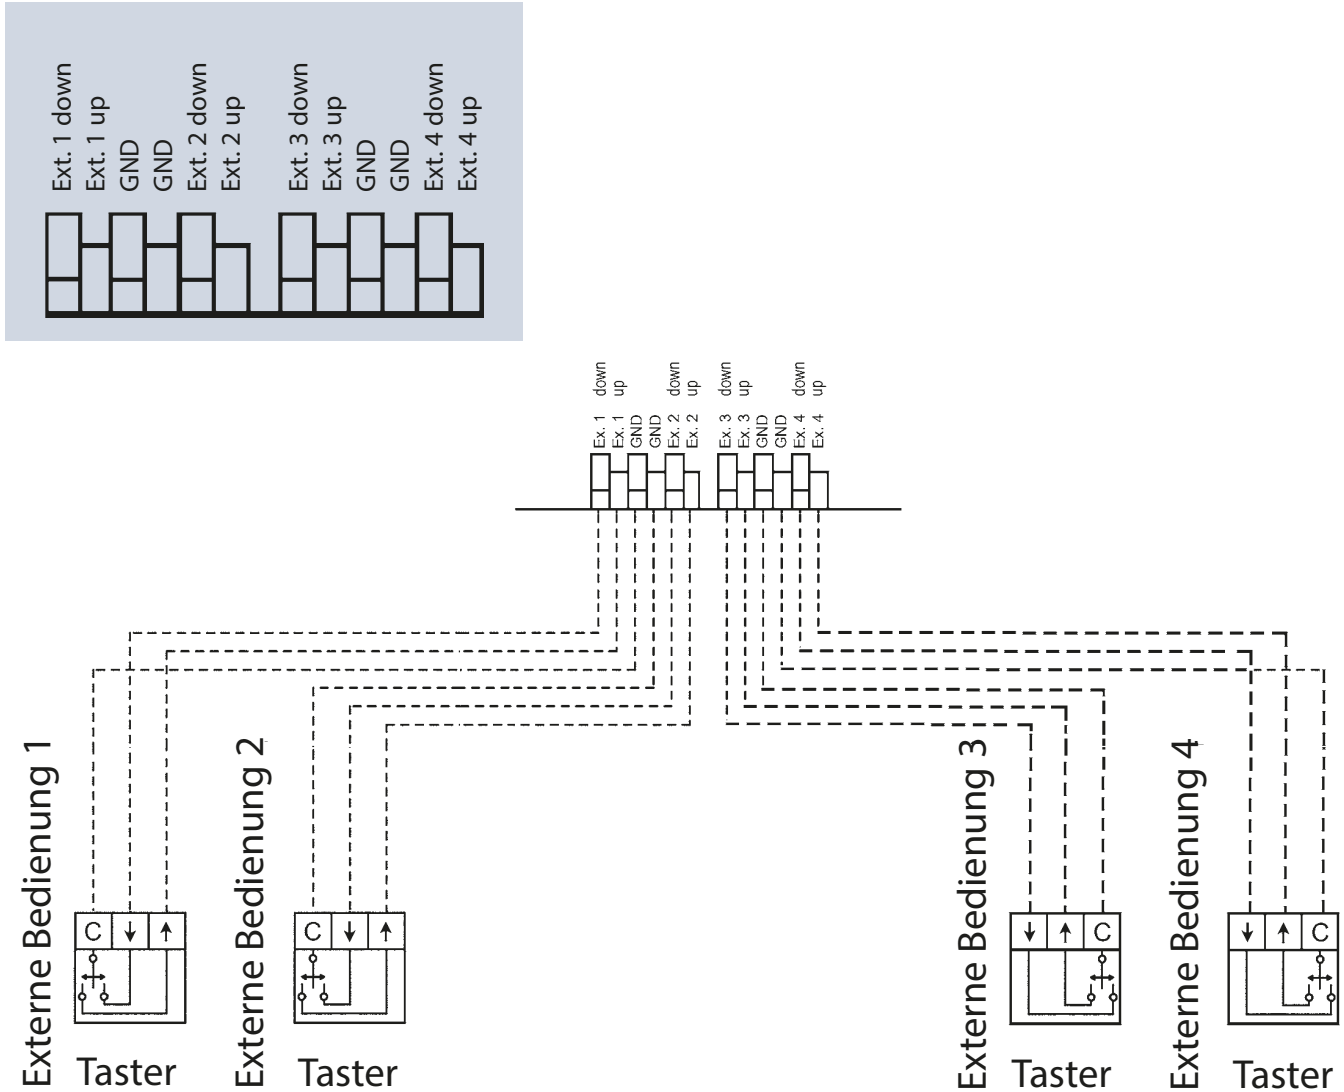 Ext. 1 down
Ext. 1 up
GND
GND
Ext. 2 down
Ext. 2 up
Ext. 3 down
Ext. 3 up
GND
GND
Ext. 4 down
Ext. 4 up
Ex. 1 down
Ex. 1 up
GND
GND
Ex. 2 down
Ex. 2 up
Ex. 3 down
Ex. 3 up
GND
GND
Ex. 4 down
Ex. 4 up
Externe Bedienung 1
C ↓ ↑
Taster
Externe Bedienung 2
C ↓ ↑
Taster
Externe Bedienung 3
↓ ↑ C
Taster
Externe Bedienung 4
↓ ↑ C
Taster